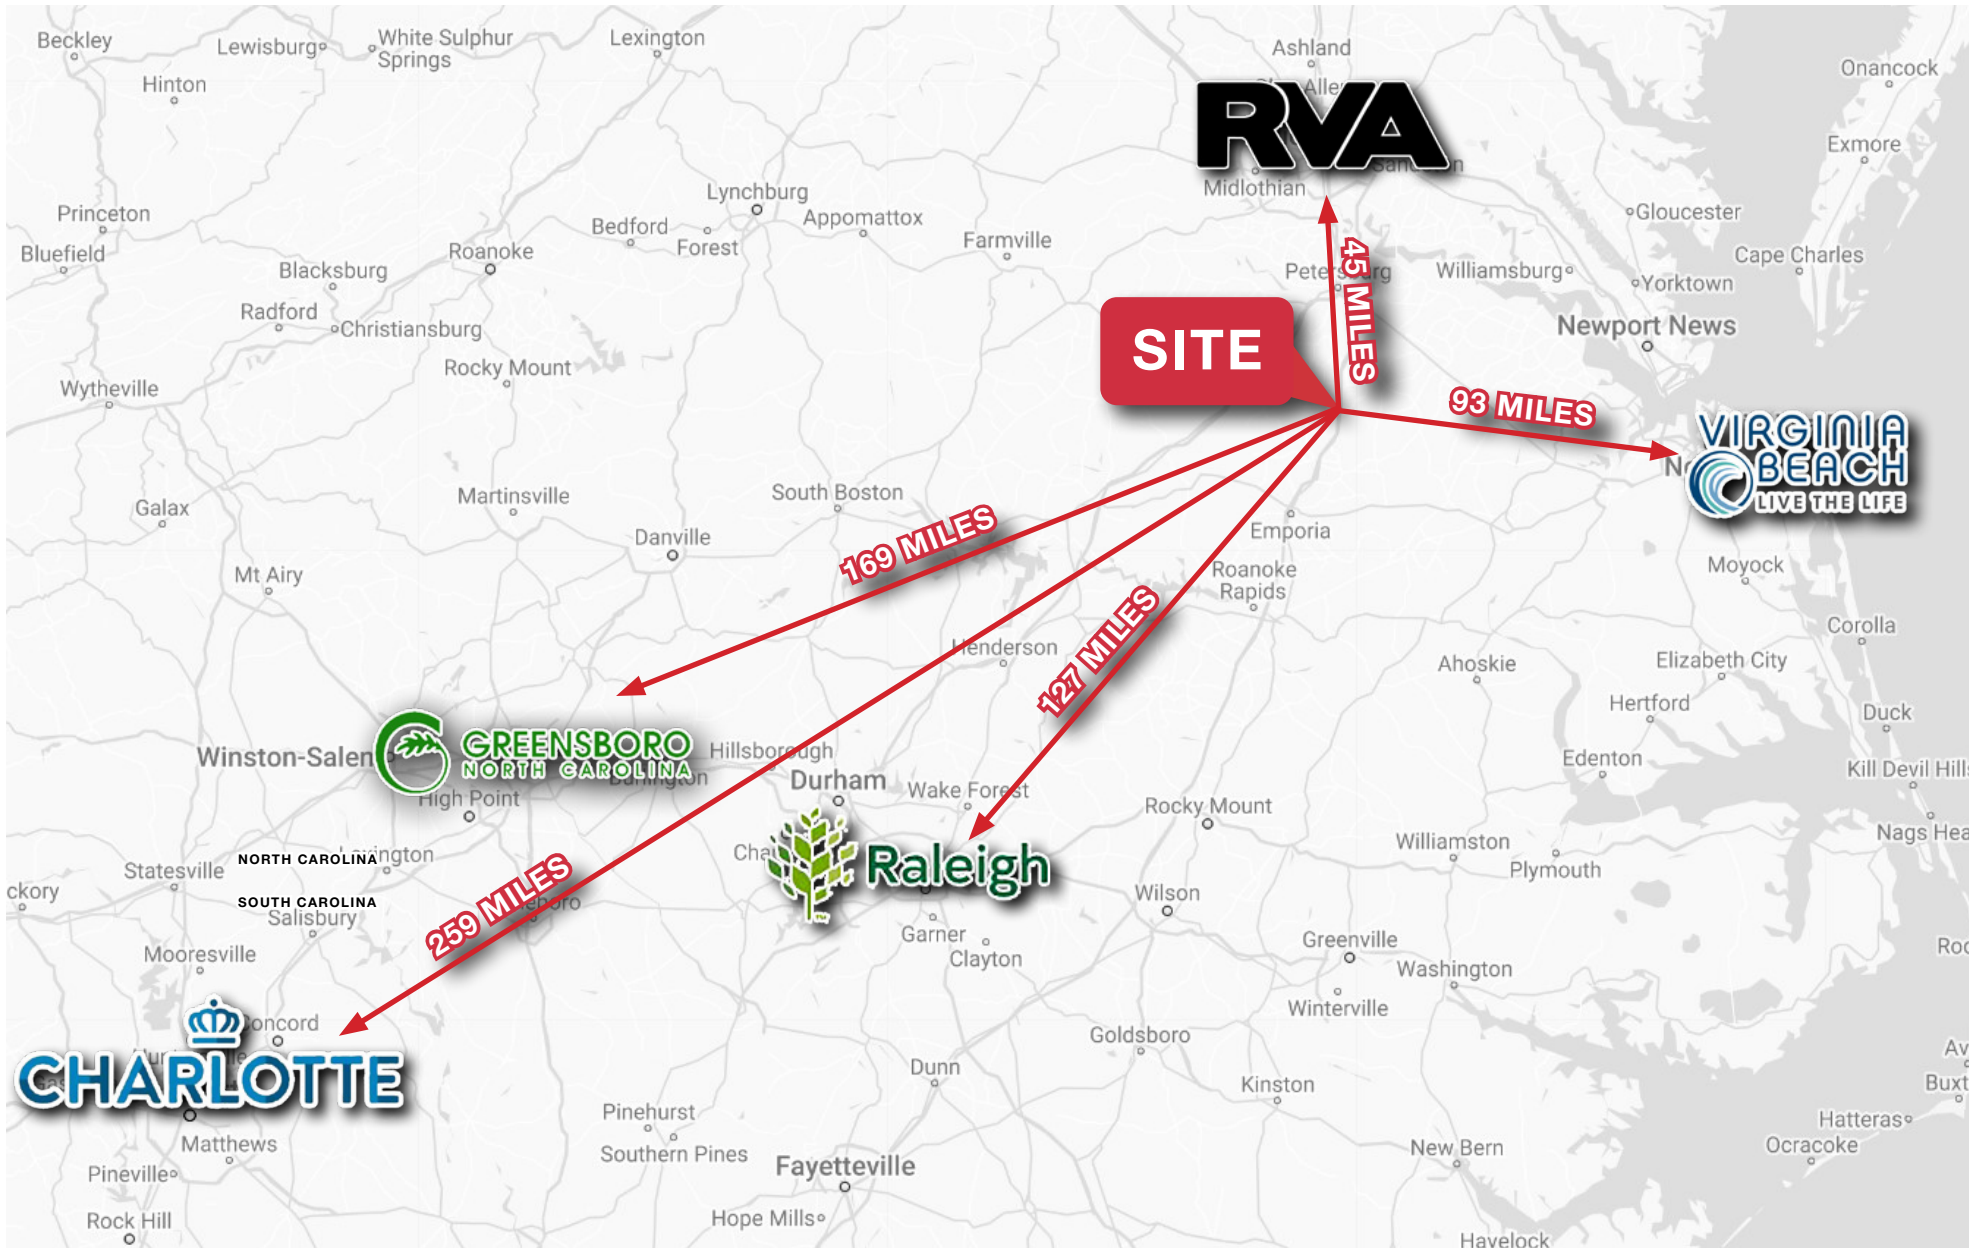 Beckley
Lewisburg
White Sulphur
Springs
Lexington
Ashland
Onancock
Hinton
RVA
Exmore
Midlothian
Lynchburg
Princeton
Bedford
Forest
Appomattox
Gloucester
Bluefield
Roanoke
Farmville
Cape Charles
Blacksburg
45 MILES
Williamsburg
Yorktown
Radford
Christiansburg
SITE
Newport News
Rocky Mount
Wytheville
93 MILES
VIRGINIA
BEACH
LIVE THE LIFE
Galax
Martinsville
South Boston
Danville
169 MILES
Emporia
Mt Airy
Roanoke
Rapids
Moyock
127 MILES
Corolla
Henderson
Ahoskie
Elizabeth City
Hertford
Duck
Winston-Salem
GREENSBORO
NORTH CAROLINA
Hillsborough
Durham
Edenton
Kill Devil Hills
High Point
Wake Forest
Rocky Mount
Nags Hea
Williamston
Plymouth
NORTH CAROLINA
Lexington
Statesville
Raleigh
TM
ckory
SOUTH CAROLINA
Salisbury
259 MILES
Wilson
Garner
Clayton
Greenville
Mooresville
Washington
Winterville
Concord
CHARLOTTE
Goldsboro
Dunn
Kinston
Buxt
Pinehurst
Hatteras
Matthews
Southern Pines
New Bern
Ocracoke
Pineville
Fayetteville
Rock Hill
Hope Mills
Havelock